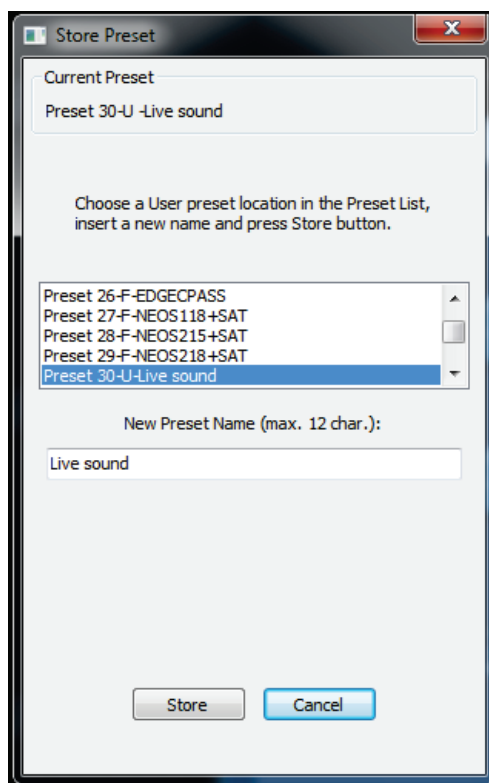 Store Preset
Current Preset
Preset 30-U -Live sound
Choose a User preset location in the Preset List,
insert a new name and press Store button.
Preset 26-F-EDGECPASS
Preset 27-F-NEOS118+SAT
Preset 28-F-NEOS215+SAT
Preset 29-F-NEOS218+SAT
Preset 30-U-Live sound
New Preset Name (max. 12 char.):
Live sound
Store Cancel